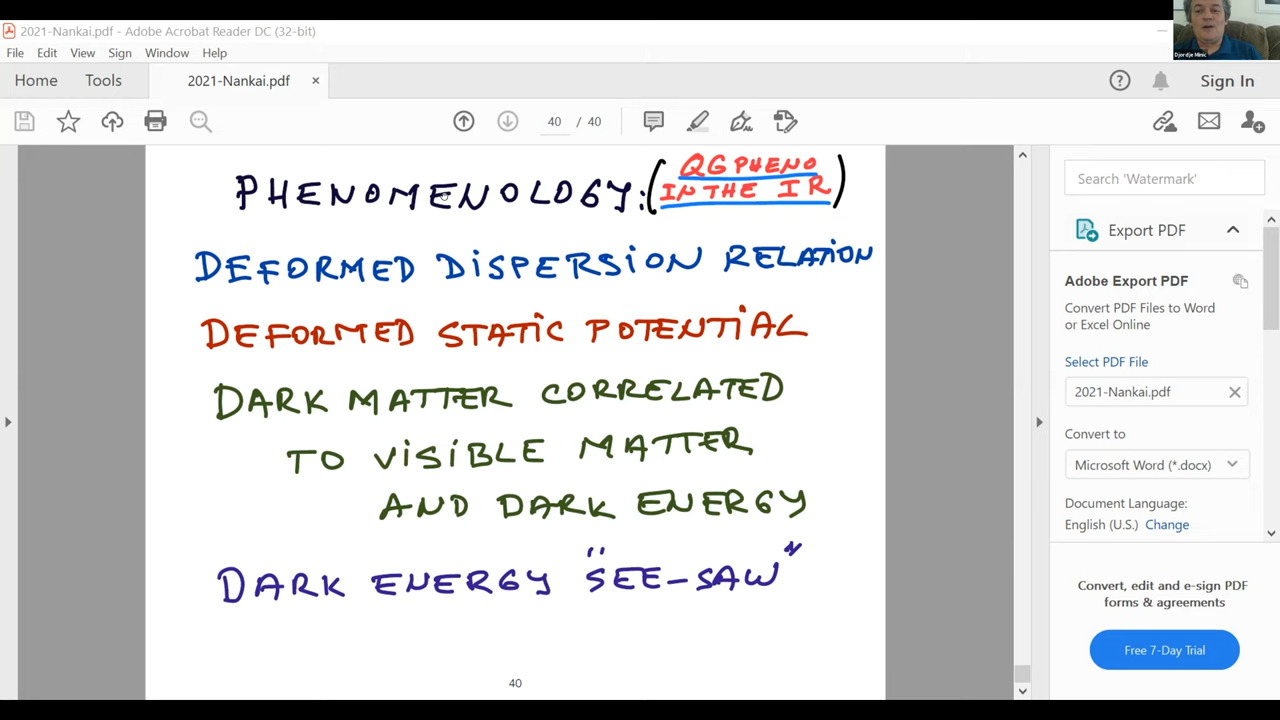 2021-Nankai.pdf - Adobe Acrobat Reader DC (32-bit)
File Edit View Sign Window Help
Home Tools 2021-Nankai.pdf × Sign In
40 / 40
PHENOMENOLOGY: (QG PHENO
IN THE IR)
DEFORMED DISPERSION RELATION
DEFORMED STATIC POTENTIAL
DARK MATTER CORRELATED
TO VISIBLE MATTER
AND DARK ENERGY
DARK ENERGY "SEE-SAW"
40
Search 'Watermark'
Export PDF
Adobe Export PDF
Convert PDF Files to Word
or Excel Online
Select PDF File
2021-Nankai.pdf
Convert to
Microsoft Word (*.docx)
Document Language:
English (U.S.) Change
Convert, edit and e-sign PDF
forms & agreements
Free 7-Day Trial
Djordje Minic